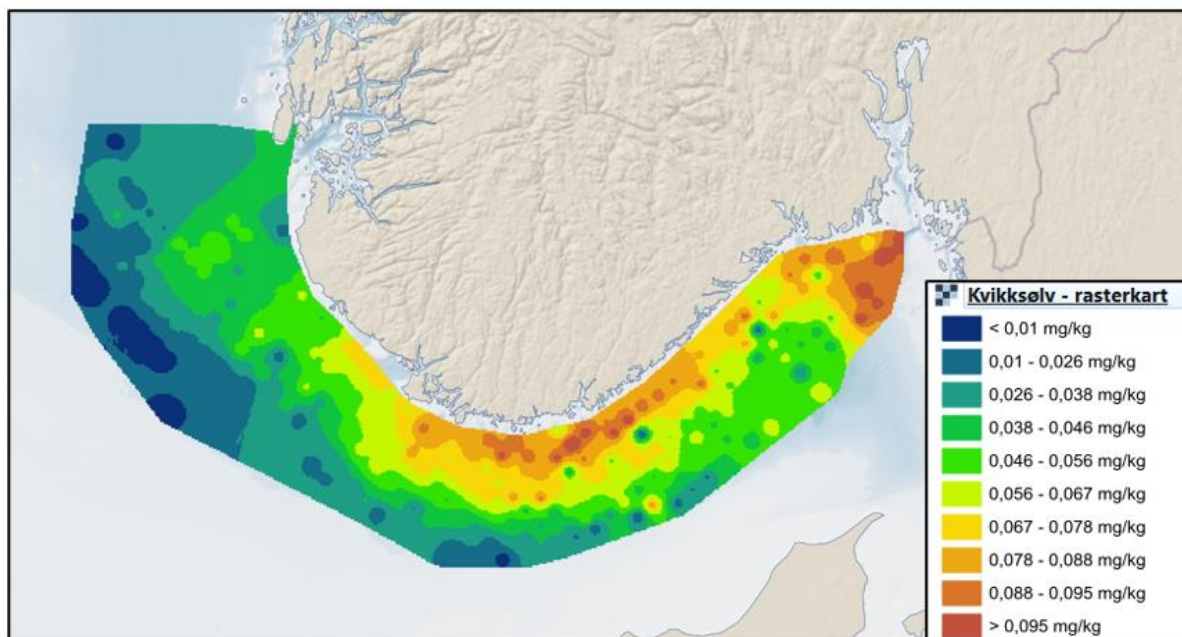 Kvikksølv - rasterkart
< 0,01 mg/kg
0,01 - 0,026 mg/kg
0,026 - 0,038 mg/kg
0,038 - 0,046 mg/kg
0,046 - 0,056 mg/kg
0,056 - 0,067 mg/kg
0,067 - 0,078 mg/kg
0,078 - 0,088 mg/kg
0,088 - 0,095 mg/kg
> 0,095 mg/kg